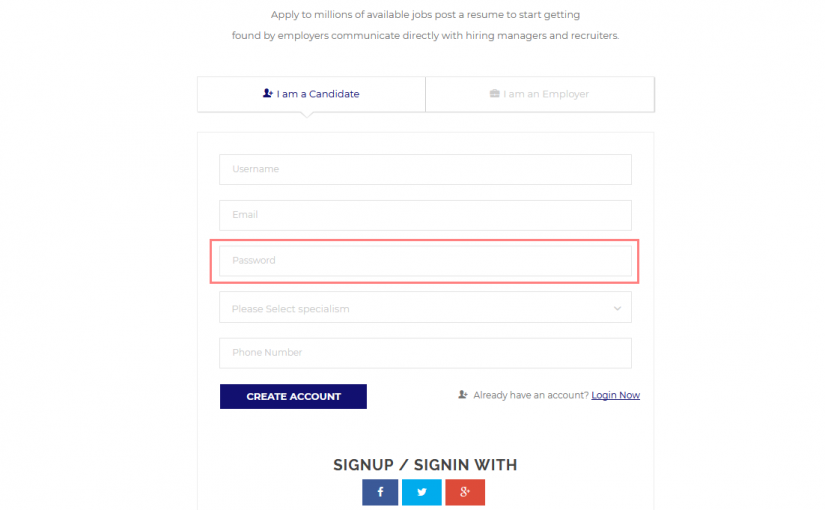 Apply to millions of available jobs post a resume to start getting
found by employers communicate directly with hiring managers and recruiters.
I am a Candidate
I am an Employer
Username
Email
Password
Please Select specialism
Phone Number
CREATE ACCOUNT
Already have an account? Login Now
SIGNUP / SIGNIN WITH